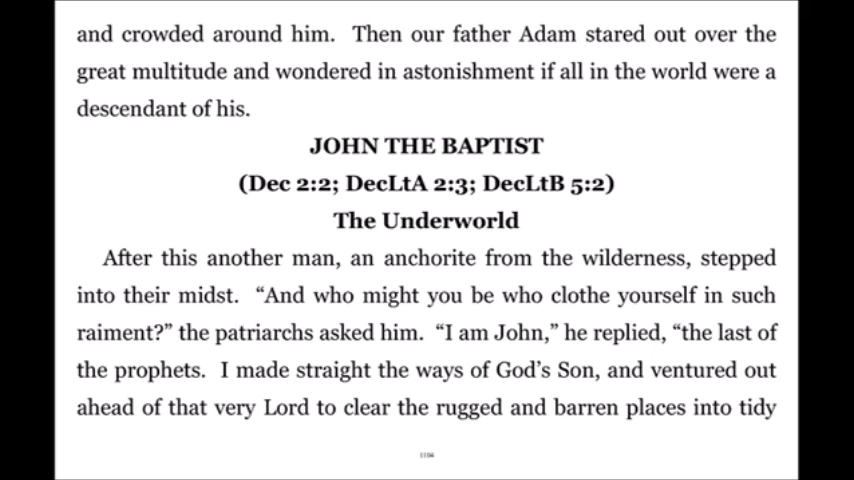 and crowded around him. Then our father Adam stared out over the
great multitude and wondered in astonishment if all in the world were a
descendant of his.
JOHN THE BAPTIST
(Dec 2:2; DecLtA 2:3; DecLtB 5:2)
The Underworld
After this another man, an anchorite from the wilderness, stepped
into their midst. “And who might you be who clothe yourself in such
raiment?” the patriarchs asked him. “I am John,” he replied, “the last of
the prophets. I made straight the ways of God’s Son, and ventured out
ahead of that very Lord to clear the rugged and barren places into tidy